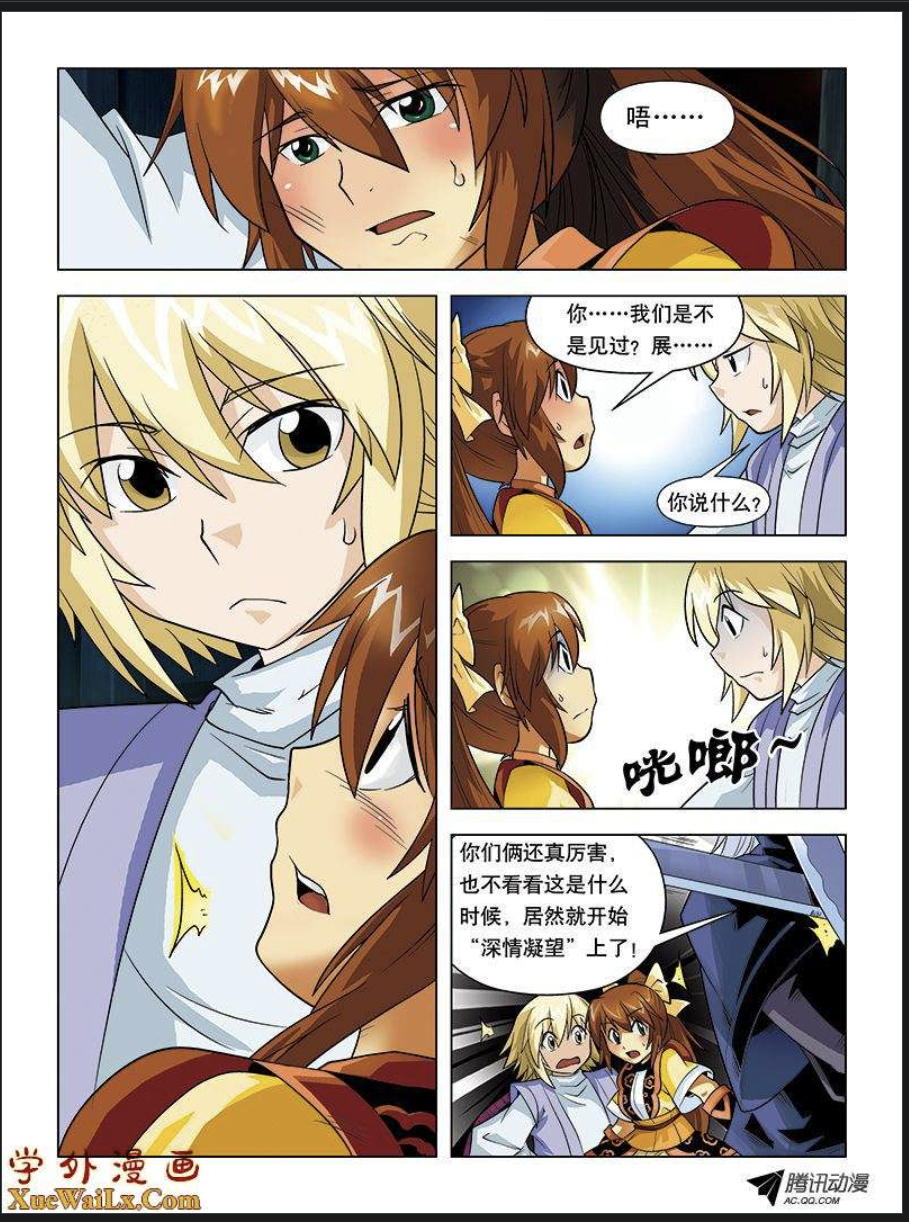 唔……
你……我们是不
是见过？展……
你说什么？
咣啷～
你们俩还真厉害，
也不看看这是什么
时候，居然就开始
“深情凝望”上了！
学外漫画
XueWaiLx.Com
腾讯动漫
AC.QQ.COM